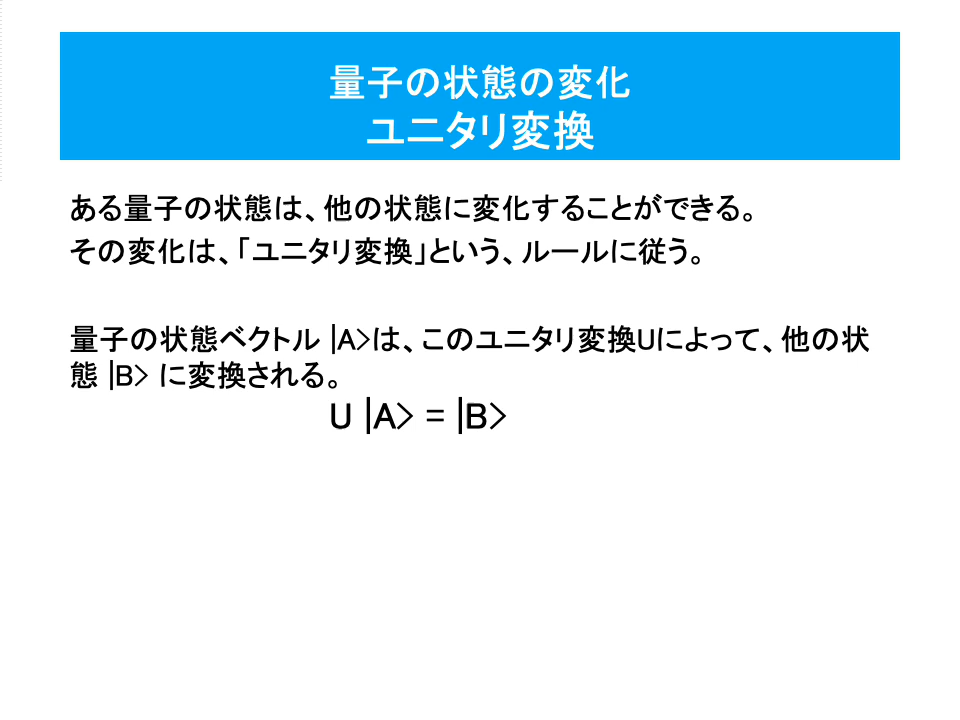 量子の状態の変化
ユニタリ変換
ある量子の状態は、他の状態に変化することができる。
その変化は、「ユニタリ変換」という、ルールに従う。
量子の状態ベクトル |A>は、このユニタリ変換Uによって、他の状
態 |B> に変換される。
U |A> = |B>